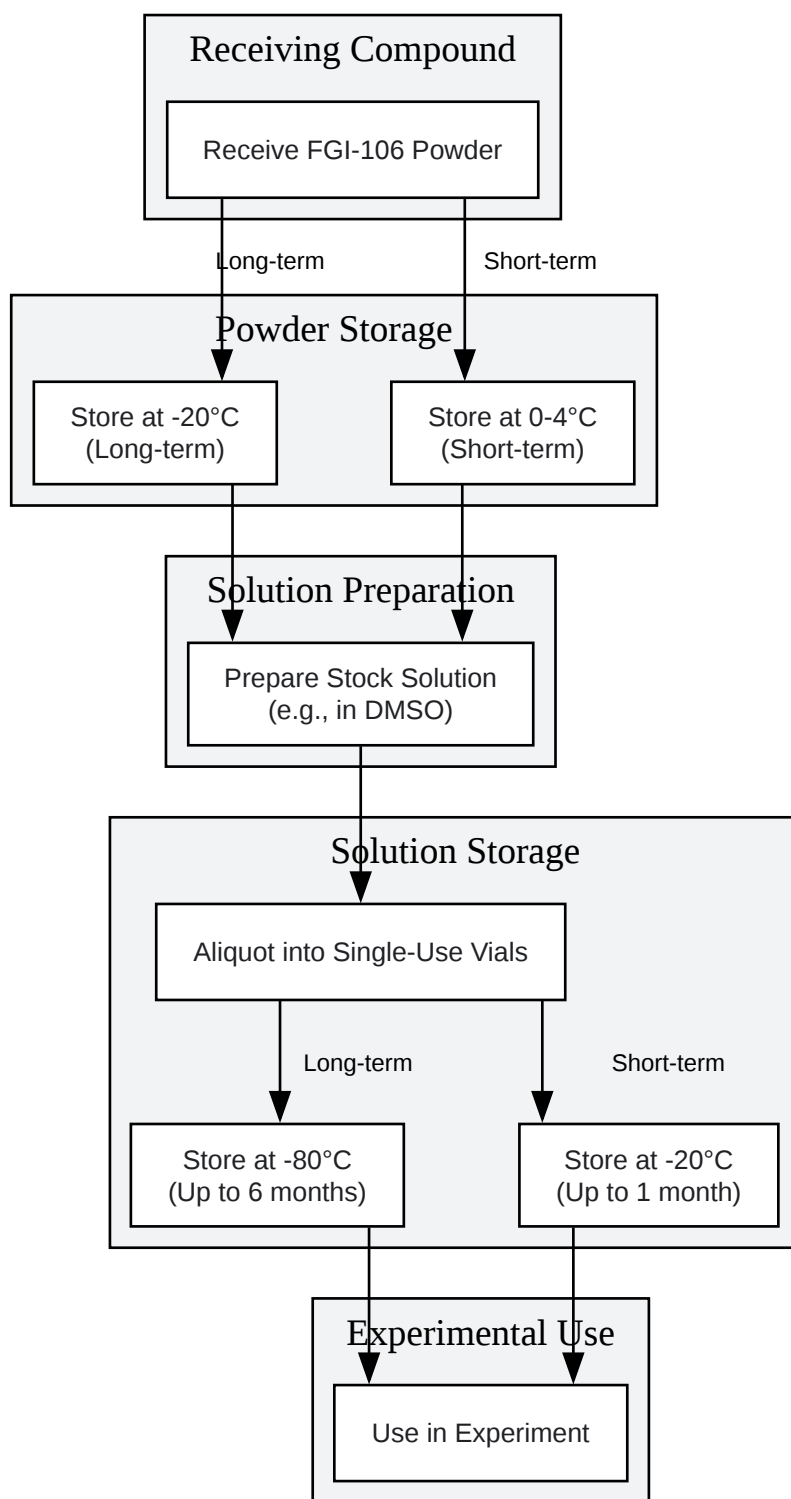 Receiving Compound
Receive FGI-106 Powder
Long-term
Short-term
Powder Storage
Store at -20°C
(Long-term)
Store at 0-4°C
(Short-term)
Solution Preparation
Prepare Stock Solution
(e.g., in DMSO)
Solution Storage
Aliquot into Single-Use Vials
Long-term
Short-term
Store at -80°C
(Up to 6 months)
Store at -20°C
(Up to 1 month)
Experimental Use
Use in Experiment